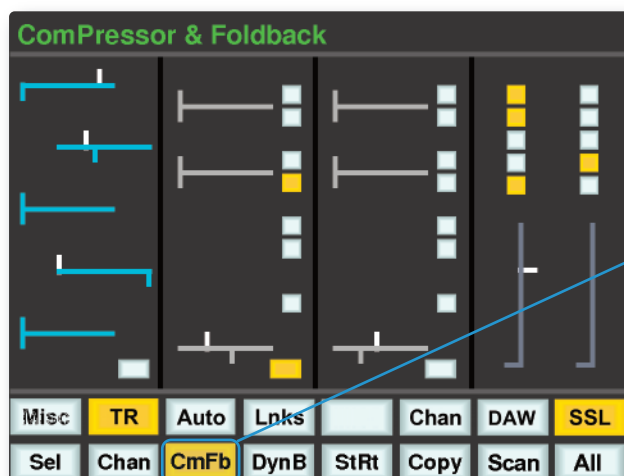 ComPressor & Foldback
Misc TR Auto Lnks Chan DAW SSL
Sel Chan CmFb DynB StRt Copy Scan All